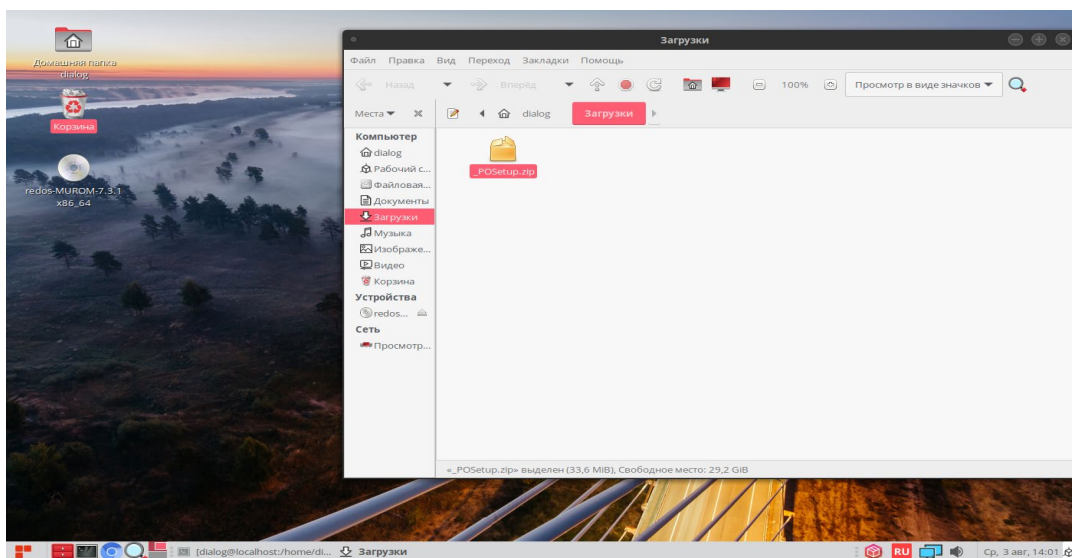 Домашняя папка
dialog
Корзина
redos-MUROM-7.3.1
x86_64
Загрузки
Файл Правка Вид Переход Закладки Помощь
Назад Вперёд 100% Просмотр в виде значков
Места dialog Загрузки
Компьютер
dialog
Рабочий с...
Файловая...
Документы
Загрузки
Музыка
Изображе...
Видео
Корзина
Устройства
redos...
Сеть
Просмотр...
_POSetup.zip
«_POSetup.zip» выделен (33,6 MiB), Свободное место: 29,2 GiB
[dialog@localhost:/home/di... Загрузки RU Ср, 3 авг, 14:01